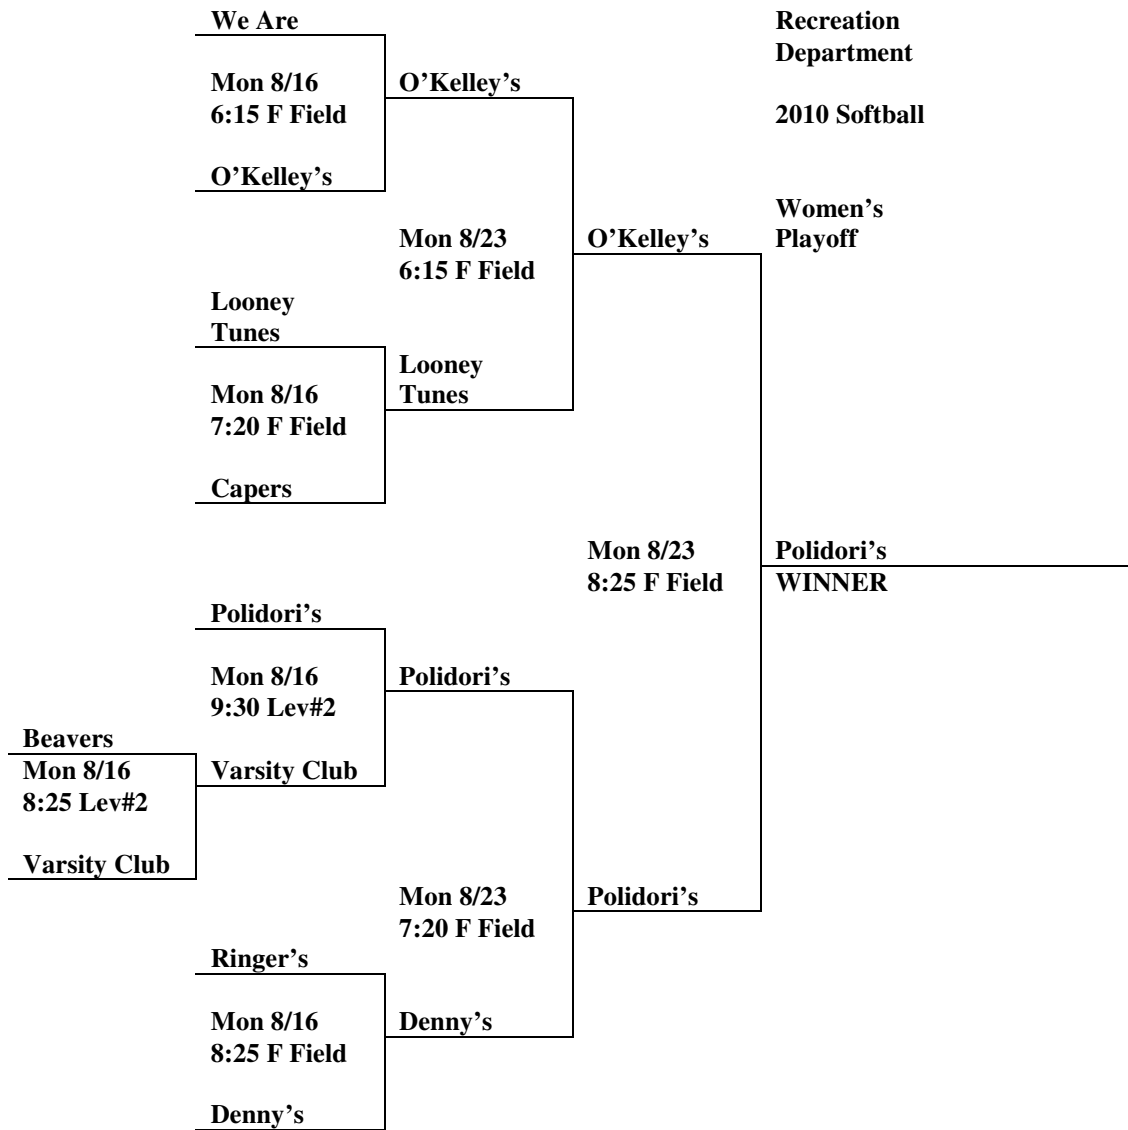 We Are
Recreation
Department
Mon 8/16
6:15 F Field
O’Kelley’s
2010 Softball
O’Kelley’s
Women’s
Playoff
Mon 8/23
6:15 F Field
O’Kelley’s
Looney
Tunes
Looney
Tunes
Mon 8/16
7:20 F Field
Capers
Mon 8/23
8:25 F Field
Polidori’s
WINNER
Polidori’s
Mon 8/16
9:30 Lev#2
Polidori’s
Beavers
Mon 8/16
8:25 Lev#2
Varsity Club
Varsity Club
Mon 8/23
7:20 F Field
Polidori’s
Ringer’s
Mon 8/16
8:25 F Field
Denny’s
Denny’s